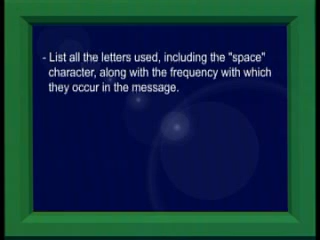 - List all the letters used, including the "space"
character, along with the frequency with which
they occur in the message.